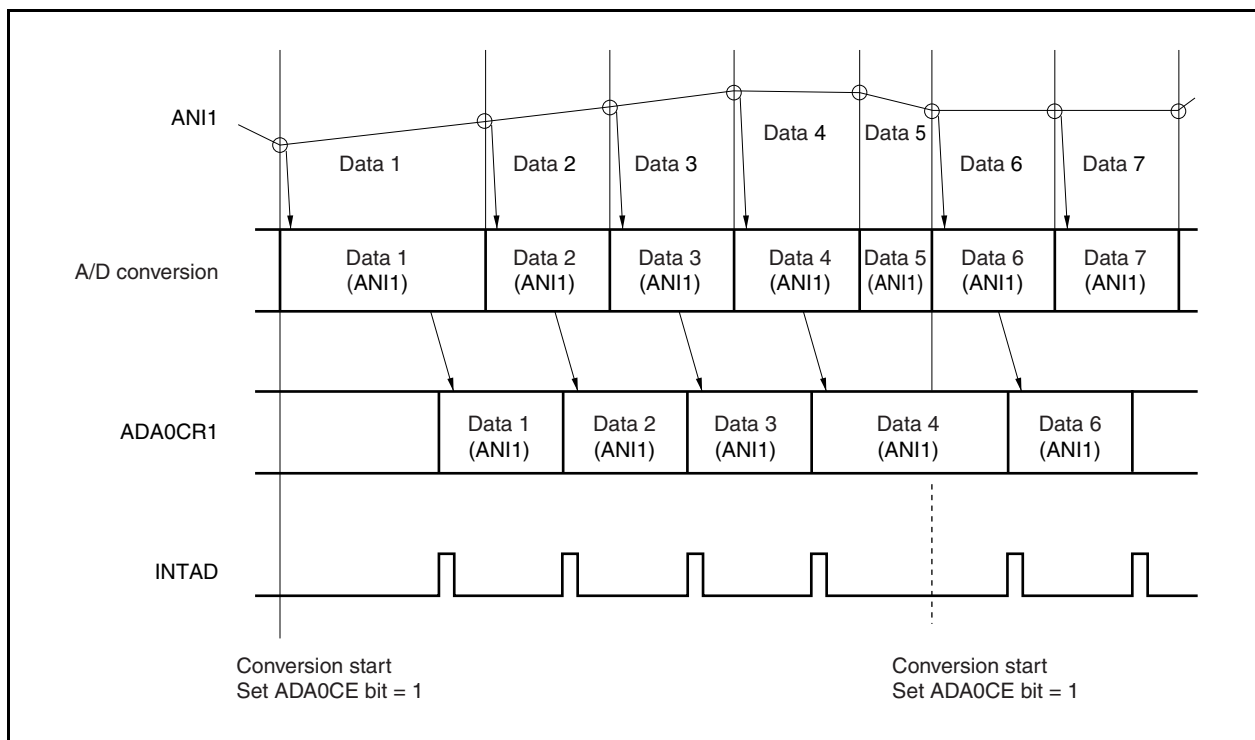 ANI1
Data 1
Data 2
Data 3
Data 4
Data 5
Data 6
Data 7
A/D conversion
Data 1
(ANI1)
Data 2
(ANI1)
Data 3
(ANI1)
Data 4
(ANI1)
Data 5
(ANI1)
Data 6
(ANI1)
Data 7
(ANI1)
ADA0CR1
Data 1
(ANI1)
Data 2
(ANI1)
Data 3
(ANI1)
Data 4
(ANI1)
Data 6
(ANI1)
INTAD
Conversion start
Set ADA0CE bit = 1
Conversion start
Set ADA0CE bit = 1